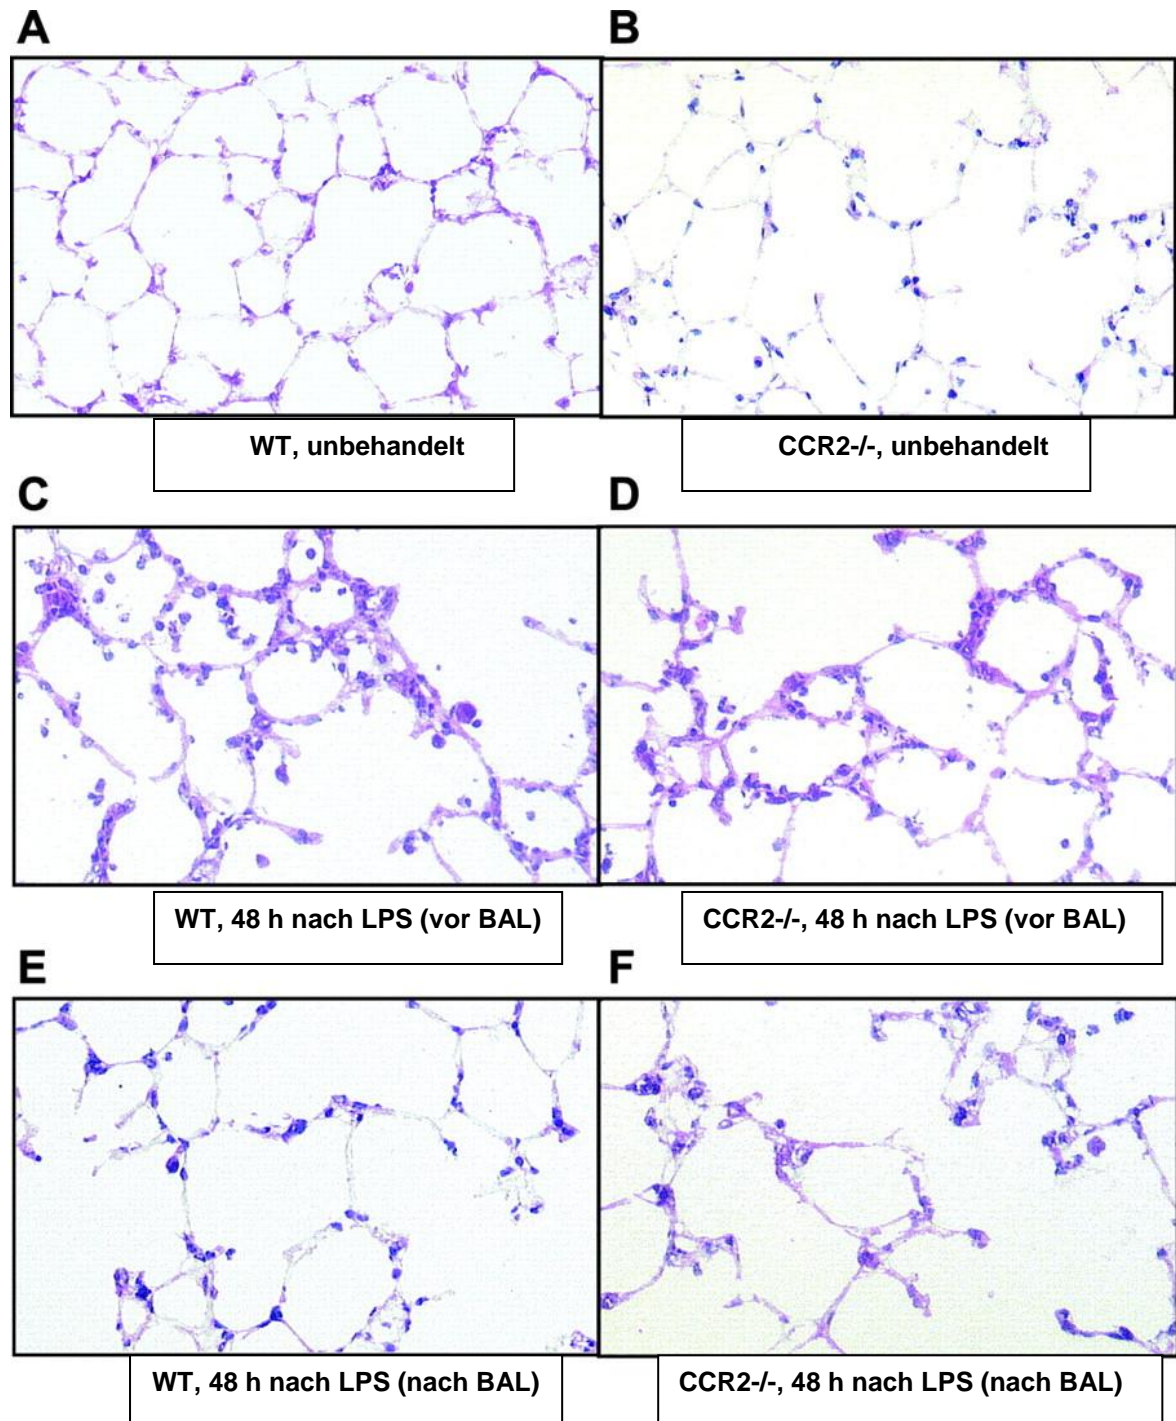 A
B
WT, unbehandelt
CCR2-/-, unbehandelt
C
D
WT, 48 h nach LPS (vor BAL)
CCR2-/-, 48 h nach LPS (vor BAL)
E
F
WT, 48 h nach LPS (nach BAL)
CCR2-/-, 48 h nach LPS (nach BAL)